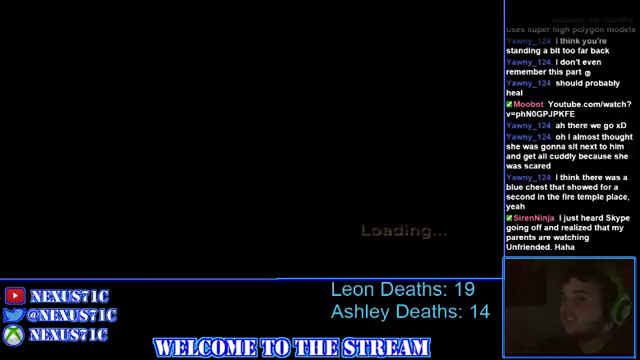 uses super high polygon models
Yawny_124: I think you're
standing a bit too far back
Yawny_124: I don't even
remember this part
Yawny_124: should probably
heal
Moobot: Youtube.com/watch?
v=phN0GPJPKFE
Yawny_124: ah there we go xD
Yawny_124: oh I almost thought
she was gonna sit next to him
and get all cuddly because she
was scared
Yawny_124: I think there was a
blue chest that showed for a
second in the fire temple place,
yeah
SirenNinja: I just heard Skype
going off and realized that my
parents are watching
Unfriended. Haha
Loading...
Leon Deaths: 19
Ashley Deaths: 14
NEXUS71C
@NEXUS71C
NEXUS71C
WELCOME TO THE STREAM